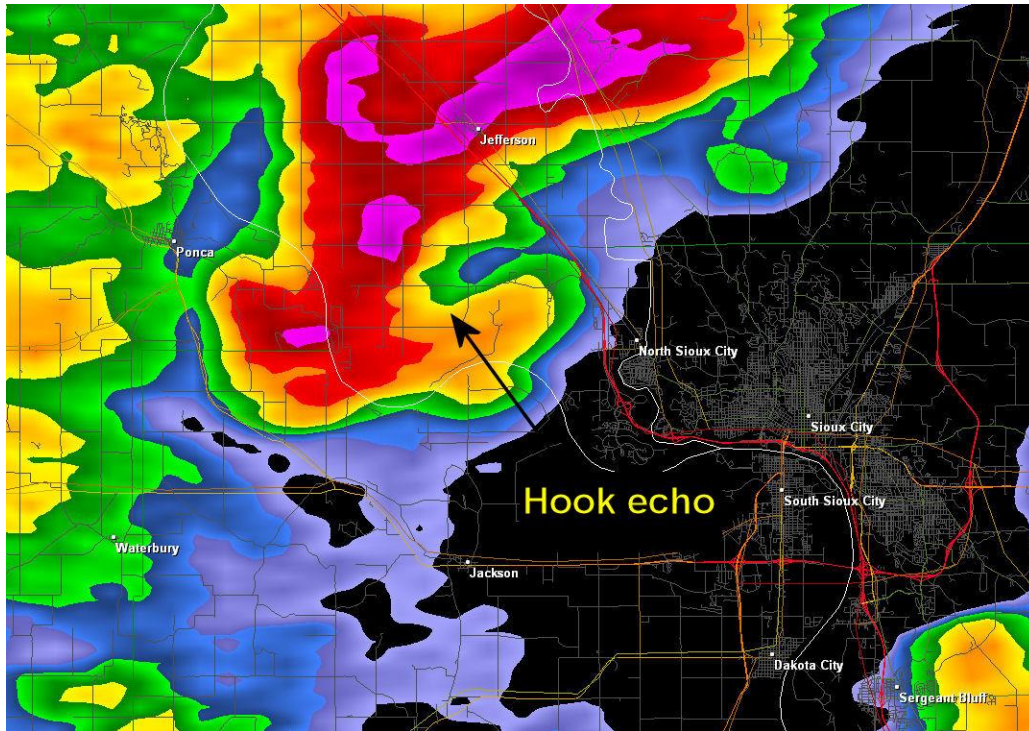 Jefferson
Ponca
North Sioux City
Sioux City
Hook echo
South Sioux City
Waterbury
Jackson
Dakota City
Sergeant Bluff